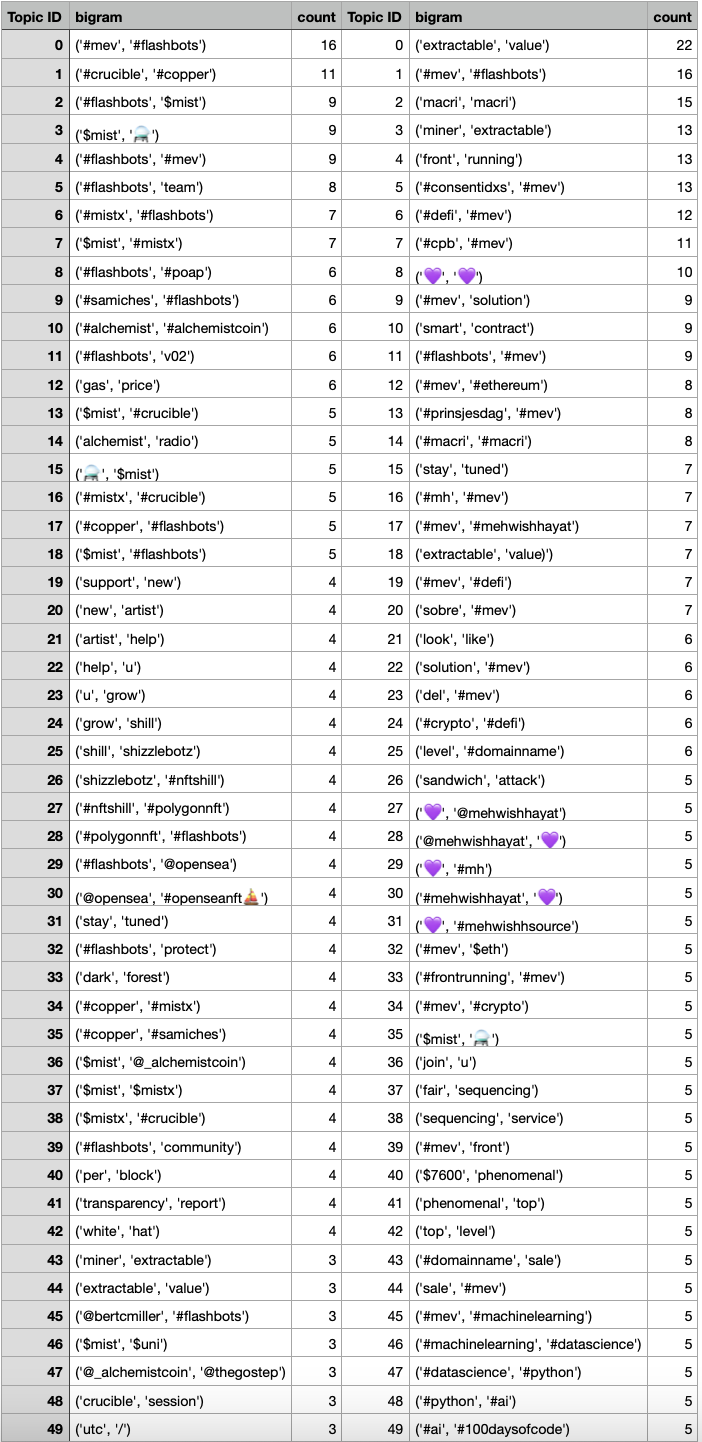 Topic ID bigram count Topic ID bigram count
0 ('#mev', '#flashbots') 16 0 ('extractable', 'value') 22
1 ('#crucible', '#copper') 11 1 ('#mev', '#flashbots') 16
2 ('#flashbots', '$mist') 9 2 ('macri', 'macri') 15
3 ('$mist', '⚗️') 9 3 ('miner', 'extractable') 13
4 ('#flashbots', '#mev') 9 4 ('front', 'running') 13
5 ('#flashbots', 'team') 8 5 ('#consentidxs', '#mev') 13
6 ('#mistx', '#flashbots') 7 6 ('#defi', '#mev') 12
7 ('$mist', '#mistx') 7 7 ('#cpb', '#mev') 11
8 ('#flashbots', '#poap') 6 8 ('💜', '💜') 10
9 ('#samiches', '#flashbots') 6 9 ('#mev', 'solution') 9
10 ('#alchemist', '#alchemistcoin') 6 10 ('smart', 'contract') 9
11 ('#flashbots', 'v02') 6 11 ('#flashbots', '#mev') 9
12 ('gas', 'price') 6 12 ('#mev', '#ethereum') 8
13 ('$mist', '#crucible') 5 13 ('#prinsjesdag', '#mev') 8
14 ('alchemist', 'radio') 5 14 ('#macri', '#macri') 8
15 ('⚗️', '$mist') 5 15 ('stay', 'tuned') 7
16 ('#mistx', '#crucible') 5 16 ('#mh', '#mev') 7
17 ('#copper', '#flashbots') 5 17 ('#mev', '#mehwishhayat') 7
18 ('$mist', '#flashbots') 5 18 ('extractable', 'value)') 7
19 ('support', 'new') 4 19 ('#mev', '#defi') 7
20 ('new', 'artist') 4 20 ('sobre', '#mev') 7
21 ('artist', 'help') 4 21 ('look', 'like') 6
22 ('help', 'u') 4 22 ('solution', '#mev') 6
23 ('u', 'grow') 4 23 ('del', '#mev') 6
24 ('grow', 'shill') 4 24 ('#crypto', '#defi') 6
25 ('shill', 'shizzlebotz') 4 25 ('level', '#domainname') 6
26 ('shizzlebotz', '#nftshill') 4 26 ('sandwich', 'attack') 5
27 ('#nftshill', '#polygonnft') 4 27 ('💜', '@mehwishhayat') 5
28 ('#polygonnft', '#flashbots') 4 28 ('@mehwishhayat', '💜') 5
29 ('#flashbots', '@opensea') 4 29 ('💜', '#mh') 5
30 ('@opensea', '#openseanft⛵') 4 30 ('#mehwishhayat', '💜') 5
31 ('stay', 'tuned') 4 31 ('💜', '#mehwishhsource') 5
32 ('#flashbots', 'protect') 4 32 ('#mev', '$eth') 5
33 ('dark', 'forest') 4 33 ('#frontrunning', '#mev') 5
34 ('#copper', '#mistx') 4 34 ('#mev', '#crypto') 5
35 ('#copper', '#samiches') 4 35 ('$mist', '⚗️') 5
36 ('$mist', '@_alchemistcoin') 4 36 ('join', 'u') 5
37 ('$mist', '$mistx') 4 37 ('fair', 'sequencing') 5
38 ('$mistx', '#crucible') 4 38 ('sequencing', 'service') 5
39 ('#flashbots', 'community') 4 39 ('#mev', 'front') 5
40 ('per', 'block') 4 40 ('$7600', 'phenomenal') 5
41 ('transparency', 'report') 4 41 ('phenomenal', 'top') 5
42 ('white', 'hat') 4 42 ('top', 'level') 5
43 ('miner', 'extractable') 3 43 ('#domainname', 'sale') 5
44 ('extractable', 'value') 3 44 ('sale', '#mev') 5
45 ('@bertcmiller', '#flashbots') 3 45 ('#mev', '#machinelearning') 5
46 ('$mist', '$uni') 3 46 ('#machinelearning', '#datascience') 5
47 ('@_alchemistcoin', '@thegostep') 3 47 ('#datascience', '#python') 5
48 ('crucible', 'session') 3 48 ('#python', '#ai') 5
49 ('utc', '/') 3 49 ('#ai', '#100daysofcode') 5